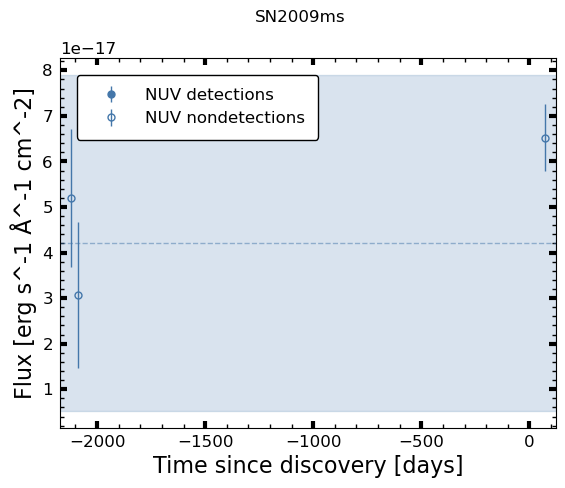 SN2009ms
1e−17
8
7
6
5
4
3
2
1
Flux [erg s^-1 Å^-1 cm^-2]
NUV detections
NUV nondetections
−2000
−1500
−1000
−500
0
Time since discovery [days]